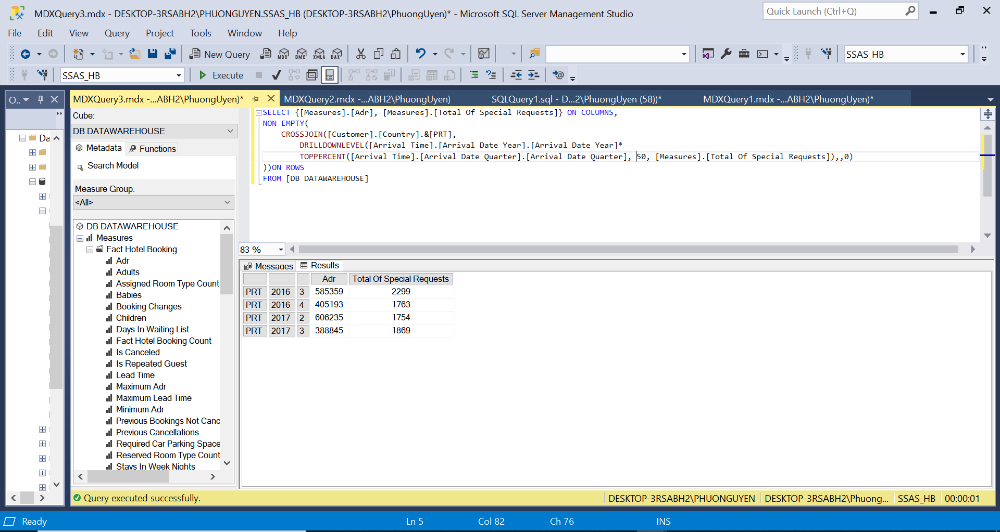 MDXQuery3.mdx - DESKTOP-3RSABH2\PHUONGUYEN.SSAS_HB (DESKTOP-3RSABH2\PhuongUyen)* - Microsoft SQL Server Management Studio
Quick Launch (Ctrl+Q)
File Edit View Query Project Tools Window Help
New Query MDX DMX XMLA DAX SSAS_HB
SSAS_HB Execute
O..
MDXQuery3.mdx -...ABH2\PhuongUyen)* MDXQuery2.mdx -...ABH2\PhuongUyen) SQLQuery1.sql - D...2\PhuongUyen (58))* MDXQuery1.mdx -...ABH2\PhuongUyen)*
Da
Cube:
DB DATAWAREHOUSE
Metadata Functions
Search Model
Measure Group:
<All>
DB DATAWAREHOUSE
Measures
Fact Hotel Booking
Adr
Adults
Assigned Room Type Count
Babies
Booking Changes
Children
Days In Waiting List
Fact Hotel Booking Count
Is Canceled
Is Repeated Guest
Lead Time
Maximum Adr
Maximum Lead Time
Minimum Adr
Previous Bookings Not Canc
Previous Cancellations
Required Car Parking Space
Reserved Room Type Count
Stays In Week Nights
SELECT {[Measures].[Adr], [Measures].[Total Of Special Requests]} ON COLUMNS,
NON EMPTY(
CROSSJOIN([Customer].[Country].&[PRT],
DRILLDOWNLEVEL([Arrival Time].[Arrival Date Year].[Arrival Date Year]*
TOPPERCENT([Arrival Time].[Arrival Date Quarter].[Arrival Date Quarter], 50, [Measures].[Total Of Special Requests]),,0)
))ON ROWS
FROM [DB DATAWAREHOUSE]
83 %
Messages Results
Adr Total Of Special Requests
PRT 2016 3 585359 2299
PRT 2016 4 405193 1763
PRT 2017 2 606235 1754
PRT 2017 3 388845 1869
Query executed successfully. DESKTOP-3RSABH2\PHUONGUYEN DESKTOP-3RSABH2\Phuong... SSAS_HB 00:00:01
Ready Ln 5 Col 82 Ch 76 INS